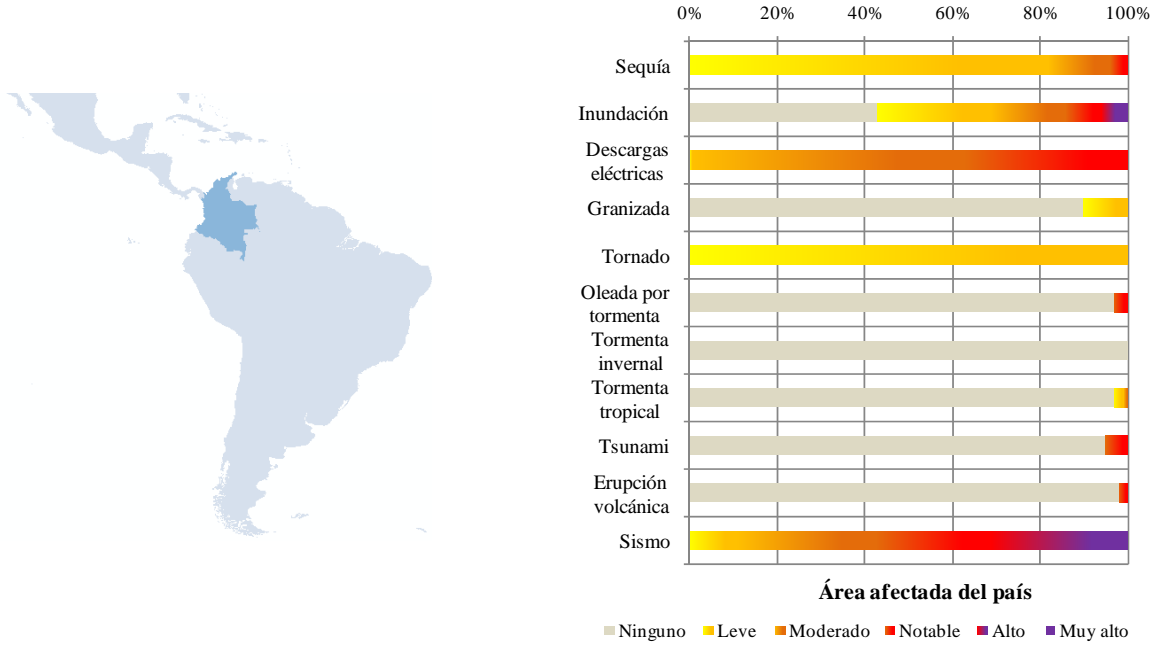 0% 20% 40% 60% 80% 100%
Sequía
Inundación
Descargas
eléctricas
Granizada
Tornado
Oleada por
tormenta
Tormenta
invernal
Tormenta
tropical
Tsunami
Erupción
volcánica
Sismo
Área afectada del país
Ninguno Leve Moderado Notable Alto Muy alto